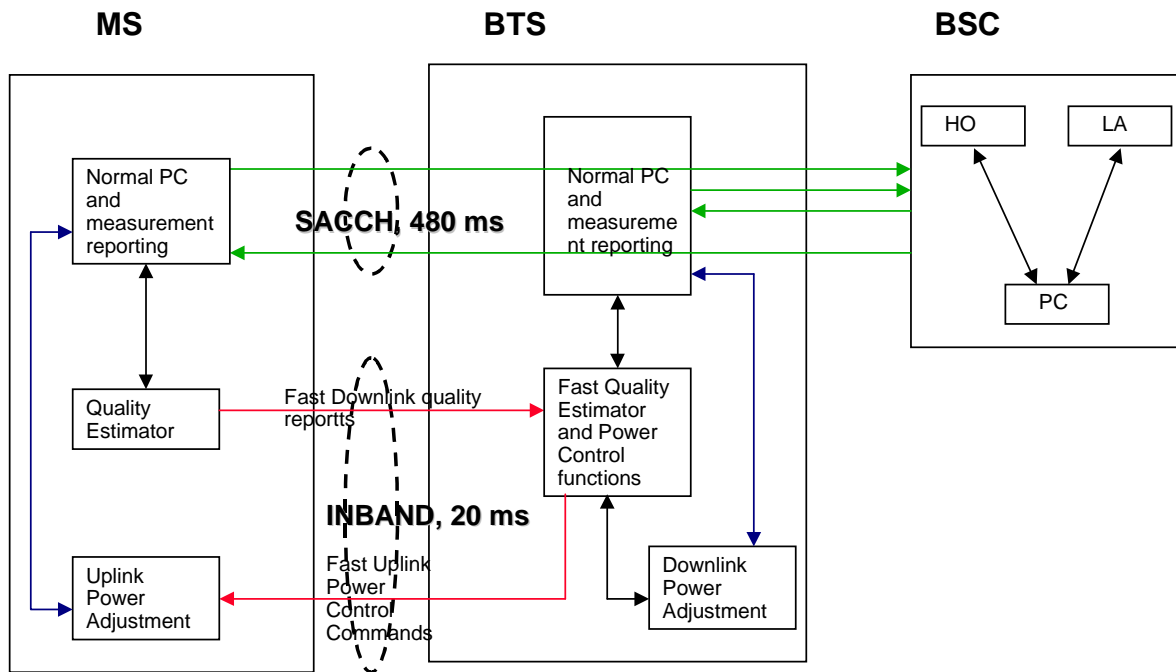 MS
BTS
BSC
HO
LA
PC
Normal PC
and
measurement
reporting
SACCH, 480 ms
Normal PC
and
measureme
nt reporting
Quality
Estimator
Fast Downlink quality
reportts
Fast Quality
Estimator
and Power
Control
functions
INBAND, 20 ms
Uplink
Power
Adjustment
Fast Uplink
Power
Control
Commands
Downlink
Power
Adjustment